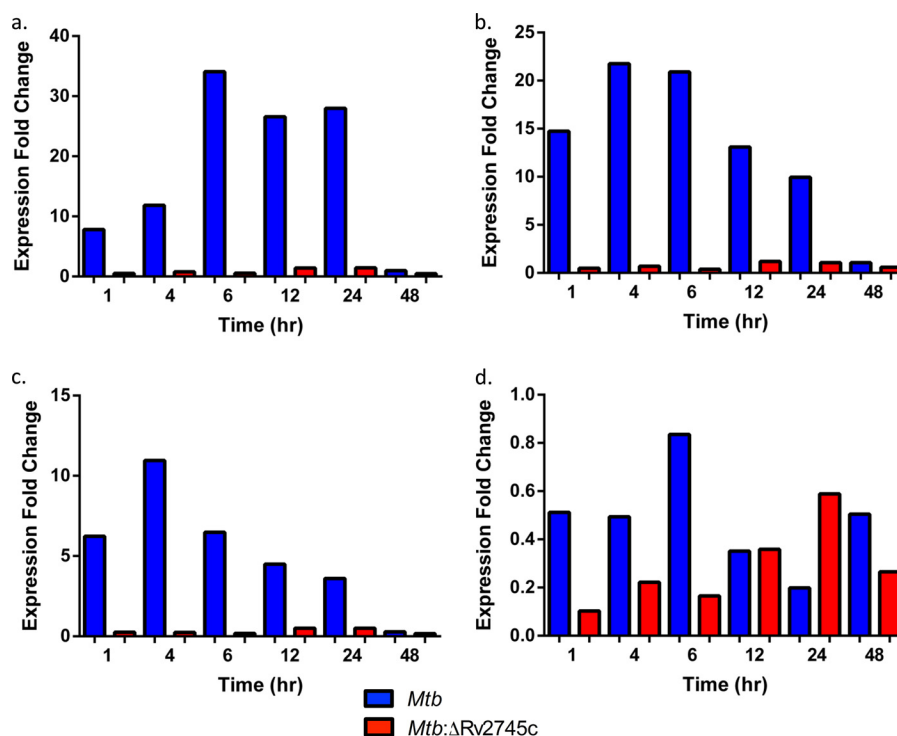 a.
Expression Fold Change
40
30
20
10
0
1 4 6 12 24 48
Time (hr)
b.
Expression Fold Change
25
20
15
10
5
0
1 4 6 12 24 48
Time (hr)
c.
Expression Fold Change
15
10
5
0
1 4 6 12 24 48
Time (hr)
d.
Expression Fold Change
1.0
0.8
0.6
0.4
0.2
0.0
1 4 6 12 24 48
Time (hr)
Mtb
Mtb:ΔRv2745c